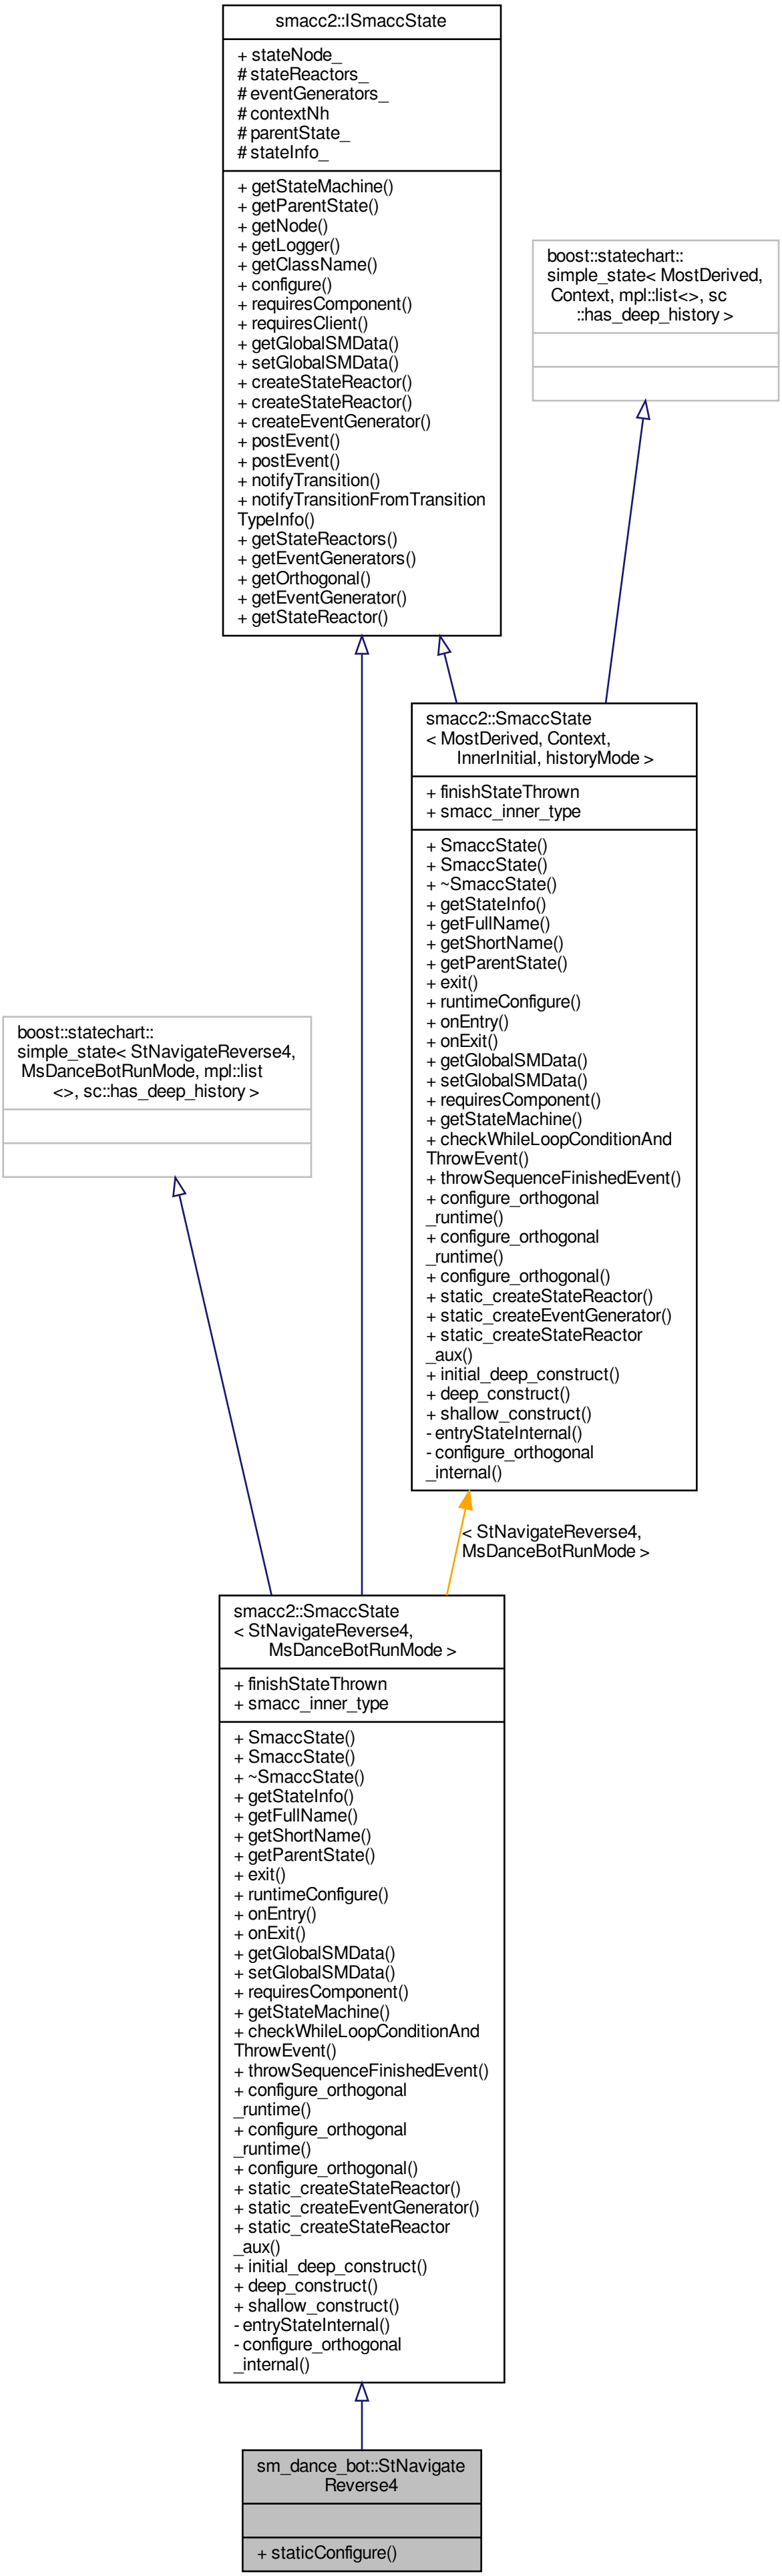 smacc2::ISmaccState
+ stateNode_
# stateReactors_
# eventGenerators_
# contextNh
# parentState_
# stateInfo_
+ getStateMachine()
+ getParentState()
+ getNode()
+ getLogger()
+ getClassName()
+ configure()
+ requiresComponent()
+ requiresClient()
+ getGlobalSMData()
+ setGlobalSMData()
+ createStateReactor()
+ createStateReactor()
+ createEventGenerator()
+ postEvent()
+ postEvent()
+ notifyTransition()
+ notifyTransitionFromTransition
TypeInfo()
+ getStateReactors()
+ getEventGenerators()
+ getOrthogonal()
+ getEventGenerator()
+ getStateReactor()
boost::statechart::
simple_state< MostDerived,
Context, mpl::list<>, sc
::has_deep_history >
smacc2::SmaccState
< MostDerived, Context,
InnerInitial, historyMode >
+ finishStateThrown
+ smacc_inner_type
+ SmaccState()
+ SmaccState()
+ ~SmaccState()
+ getStateInfo()
+ getFullName()
+ getShortName()
+ getParentState()
+ exit()
+ runtimeConfigure()
+ onEntry()
+ onExit()
+ getGlobalSMData()
+ setGlobalSMData()
+ requiresComponent()
+ getStateMachine()
+ checkWhileLoopConditionAnd
ThrowEvent()
+ throwSequenceFinishedEvent()
+ configure_orthogonal
_runtime()
+ configure_orthogonal
_runtime()
+ configure_orthogonal()
+ static_createStateReactor()
+ static_createEventGenerator()
+ static_createStateReactor
_aux()
+ initial_deep_construct()
+ deep_construct()
+ shallow_construct()
- entryStateInternal()
- configure_orthogonal
_internal()
boost::statechart::
simple_state< StNavigateReverse4,
MsDanceBotRunMode, mpl::list
<>, sc::has_deep_history >
< StNavigateReverse4,
MsDanceBotRunMode >
smacc2::SmaccState
< StNavigateReverse4,
MsDanceBotRunMode >
+ finishStateThrown
+ smacc_inner_type
+ SmaccState()
+ SmaccState()
+ ~SmaccState()
+ getStateInfo()
+ getFullName()
+ getShortName()
+ getParentState()
+ exit()
+ runtimeConfigure()
+ onEntry()
+ onExit()
+ getGlobalSMData()
+ setGlobalSMData()
+ requiresComponent()
+ getStateMachine()
+ checkWhileLoopConditionAnd
ThrowEvent()
+ throwSequenceFinishedEvent()
+ configure_orthogonal
_runtime()
+ configure_orthogonal
_runtime()
+ configure_orthogonal()
+ static_createStateReactor()
+ static_createEventGenerator()
+ static_createStateReactor
_aux()
+ initial_deep_construct()
+ deep_construct()
+ shallow_construct()
- entryStateInternal()
- configure_orthogonal
_internal()
sm_dance_bot::StNavigate
Reverse4
+ staticConfigure()